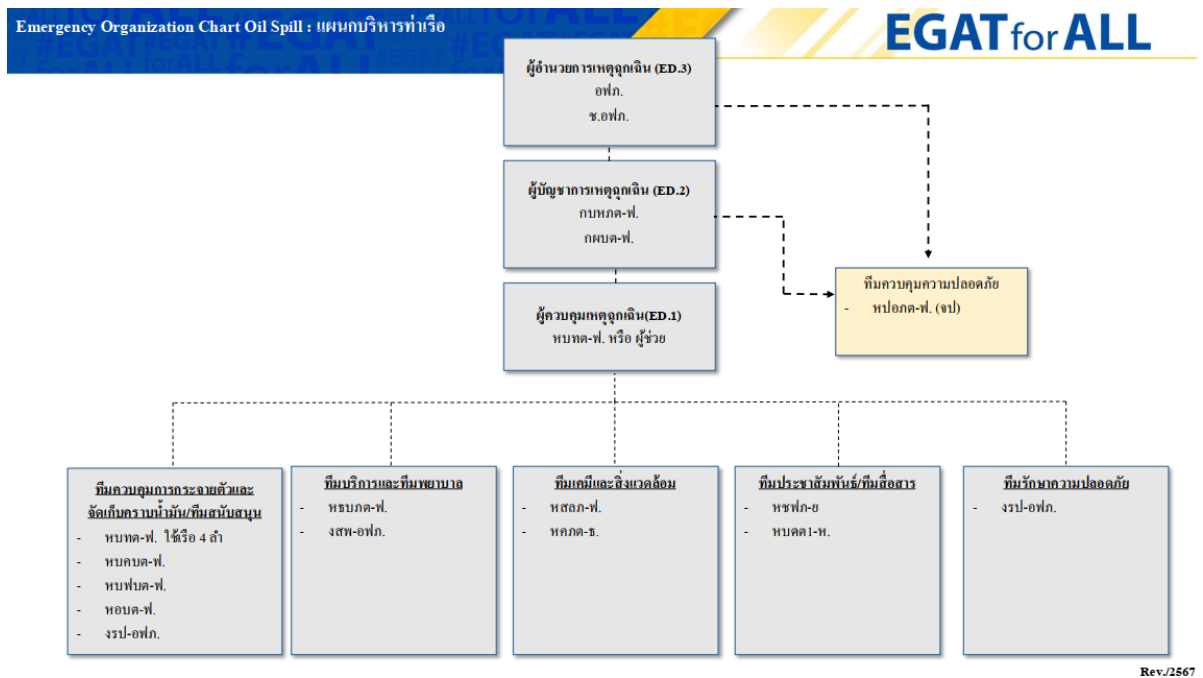 Emergency Organization Chart Oil Spill : แผนกบริหารท่าเรือ
EGAT for ALL
ผู้อำนวยการเหตุฉุกเฉิน (ED.3)
อฟภ.
ช.อฟภ.
ผู้บัญชาการเหตุฉุกเฉิน (ED.2)
กบหภต-ฟ.
กผบต-ฟ.
ทีมควบคุมความปลอดภัย
- หปอภต-ฟ. (จป)
ผู้ควบคุมเหตุฉุกเฉิน(ED.1)
หบทต-ฟ. หรือ ผู้ช่วย
ทีมควบคุมการกระจายตัวและ
จัดเก็บคราบน้ำมัน/ทีมสนับสนุน
- หบทต-ฟ. ใช้เรือ 4 ลำ
- หบคบต-ฟ.
- หบฟบต-ฟ.
- หอบต-ฟ.
- งรป-อฟภ.
ทีมบริการและทีมพยาบาล
- หธบภต-ฟ.
- งสพ-อฟภ.
ทีมเคมีและสิ่งแวดล้อม
- หสลภ-ฟ.
- หคภต-ธ.
ทีมประชาสัมพันธ์/ทีมสื่อสาร
- หชฟภ-ย
- หบดต1-ห.
ทีมรักษาความปลอดภัย
- งรป-อฟภ.
Rev./2567